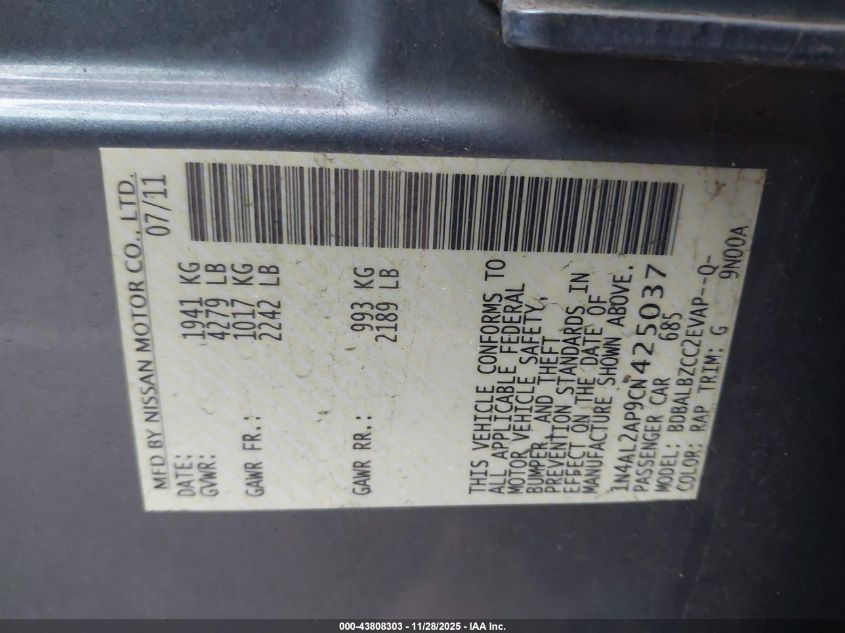 MFD BY NISSAN MOTOR CO., LTD.
DATE: 07/11
GVWR: 1941 KG
4279 LB
GAWR FR.: 1017 KG
2242 LB
GAWR RR.: 993 KG
2189 LB
THIS VEHICLE CONFORMS TO
ALL APPLICABLE FEDERAL
MOTOR VEHICLE SAFETY,
BUMPER, AND THEFT
PREVENTION STANDARDS IN
EFFECT ON THE DATE OF
MANUFACTURE SHOWN ABOVE.
1N4AL2AP9CN425037
PASSENGER CAR 685
MODEL: BDBALBZCC2EVAP--Q-
COLOR: RAP TRIM: G 9N00A
000-43808303 - 11/28/2025 - IAA Inc.